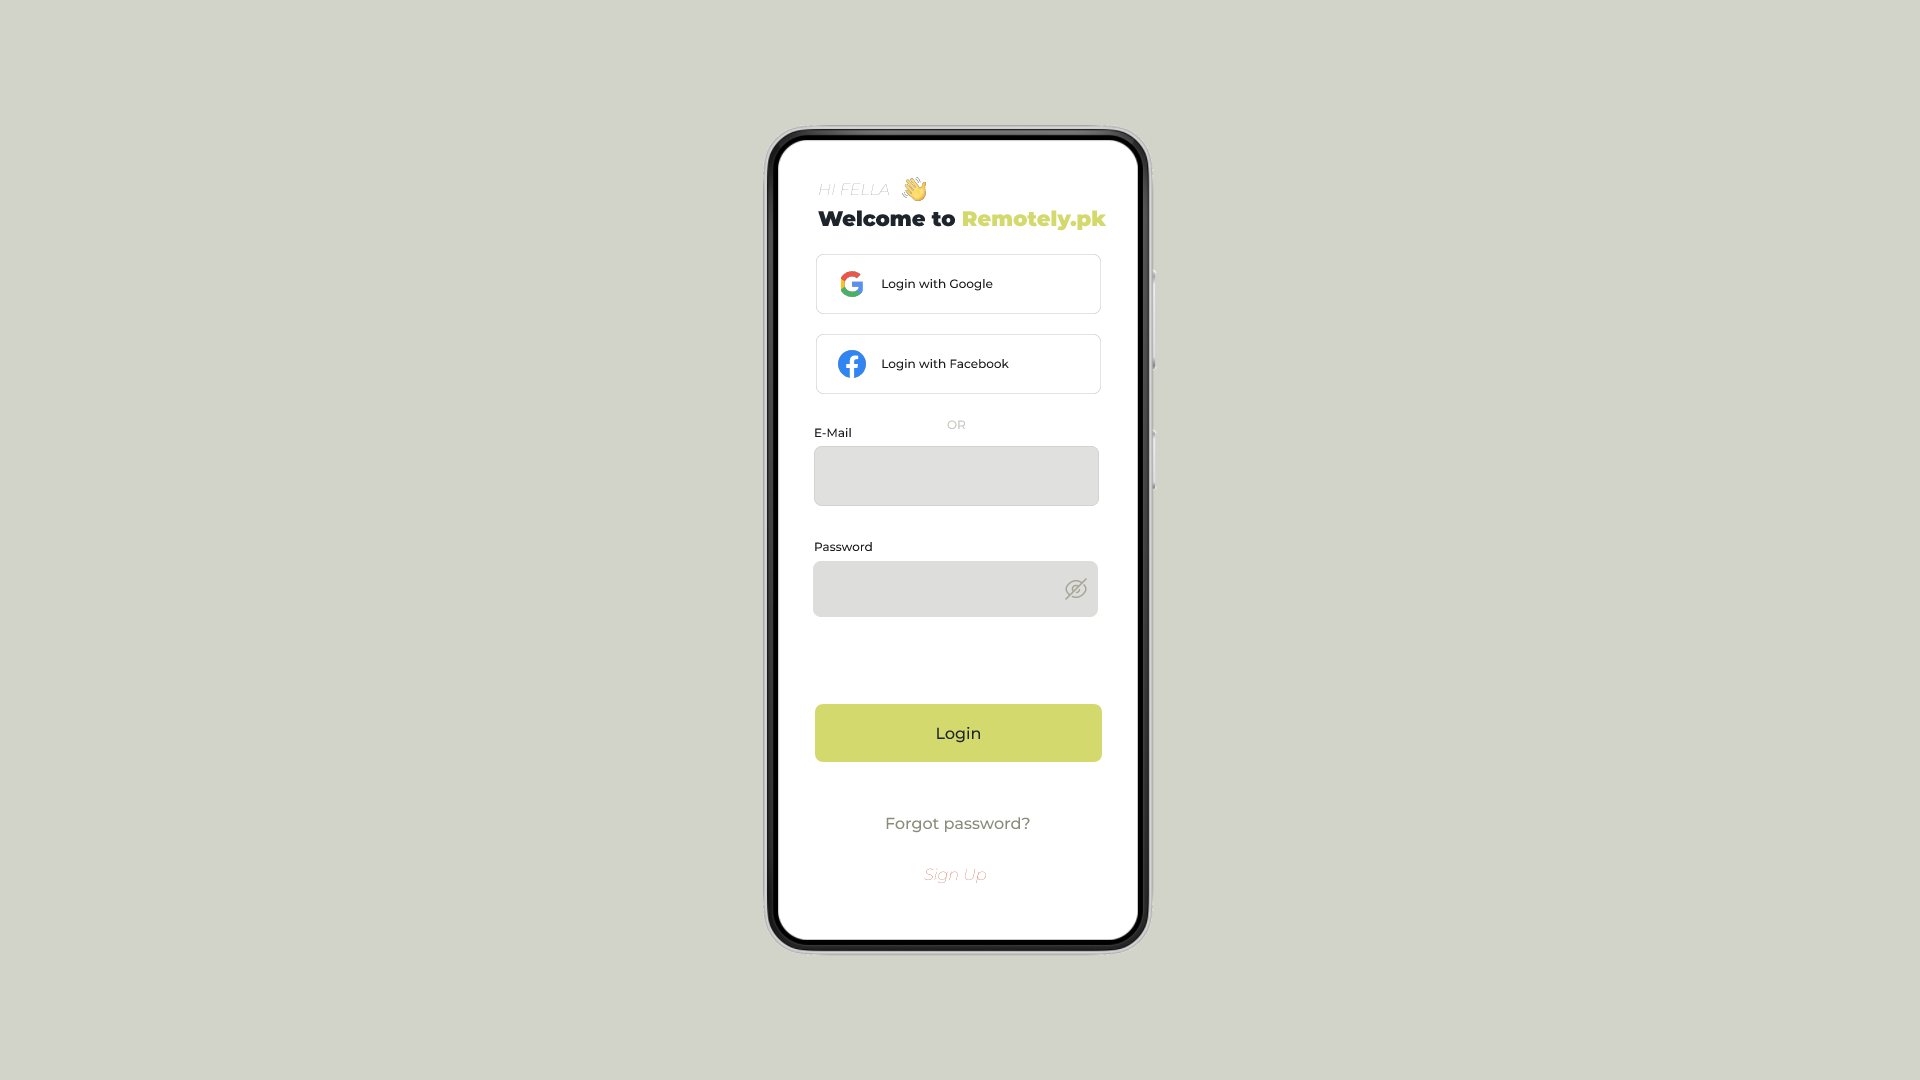 HI FELLA 👋
Welcome to Remotely.pk
Login with Google
Login with Facebook
OR
E-Mail
Password
Login
Forgot password?
Sign Up